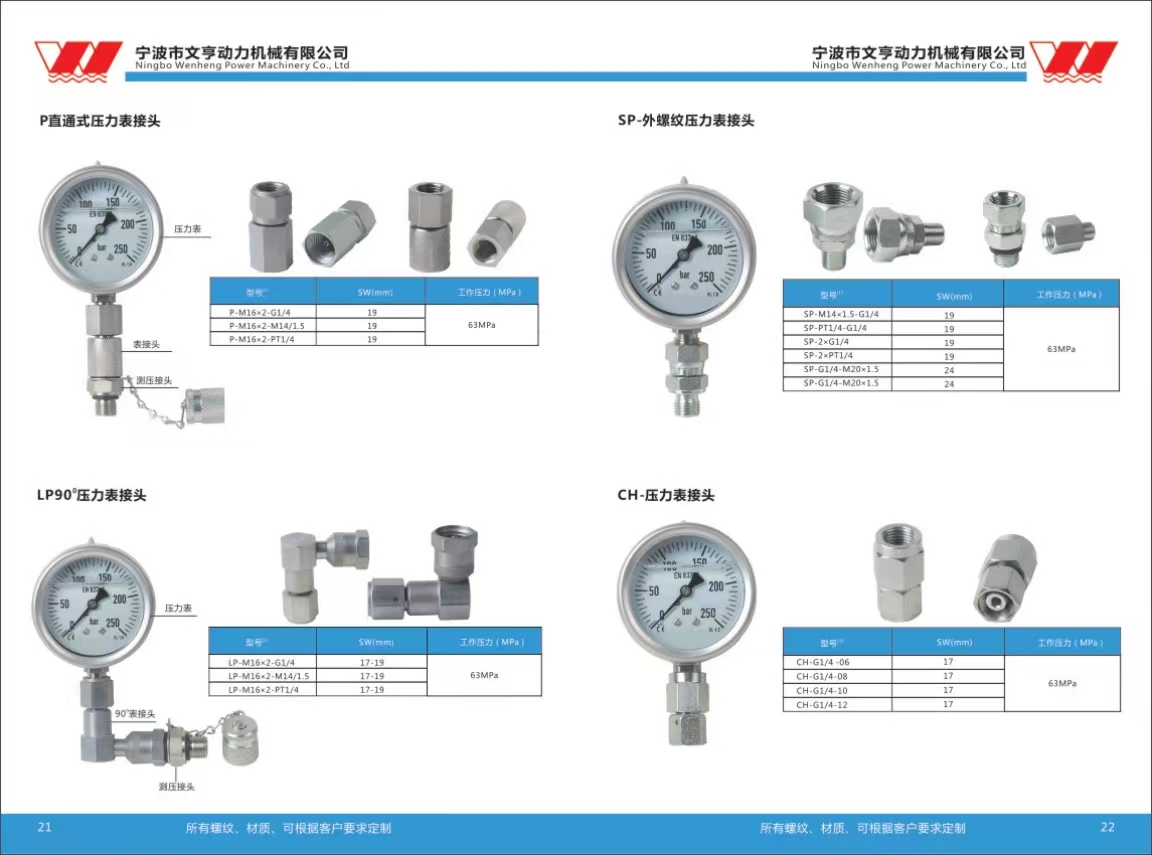 宁波市文亨动力机械有限公司
Ningbo Wenheng Power Machinery Co., Ltd
P直通式压力表接头
100 150
EN 837
50 200
0 bar 250
压力表
表接头
测压接头
型号 SW(mm) 工作压力(MPa)
P-M16×2-G1/4 19
P-M16×2-M14/1.5 19
P-M16×2-PT1/4 19
63MPa
LP90⁰压力表接头
100 150
EN 837
50 200
0 bar 250
压力表
90⁰表接头
测压接头
型号 SW(mm) 工作压力(MPa)
LP-M16×2-G1/4 17-19
LP-M16×2-M14/1.5 17-19
LP-M16×2-PT1/4 17-19
63MPa
21
所有螺纹、材质、可根据客户要求定制
宁波市文亨动力机械有限公司
Ningbo Wenheng Power Machinery Co., Ltd
SP-外螺纹压力表接头
100 150
EN 837
50 200
0 bar 250
型号 SW(mm) 工作压力(MPa)
SP-M14×1.5-G1/4 19
SP-PT1/4-G1/4 19
SP-2×G1/4 19
SP-2×PT1/4 19
SP-G1/4-M20×1.5 24
SP-G1/4-M20×1.5 24
63MPa
CH-压力表接头
100 150
EN 837
50 200
0 bar 250
型号 SW(mm) 工作压力(MPa)
CH-G1/4 -06 17
CH-G1/4-08 17
CH-G1/4-10 17
CH-G1/4-12 17
63MPa
所有螺纹、材质、可根据客户要求定制
22